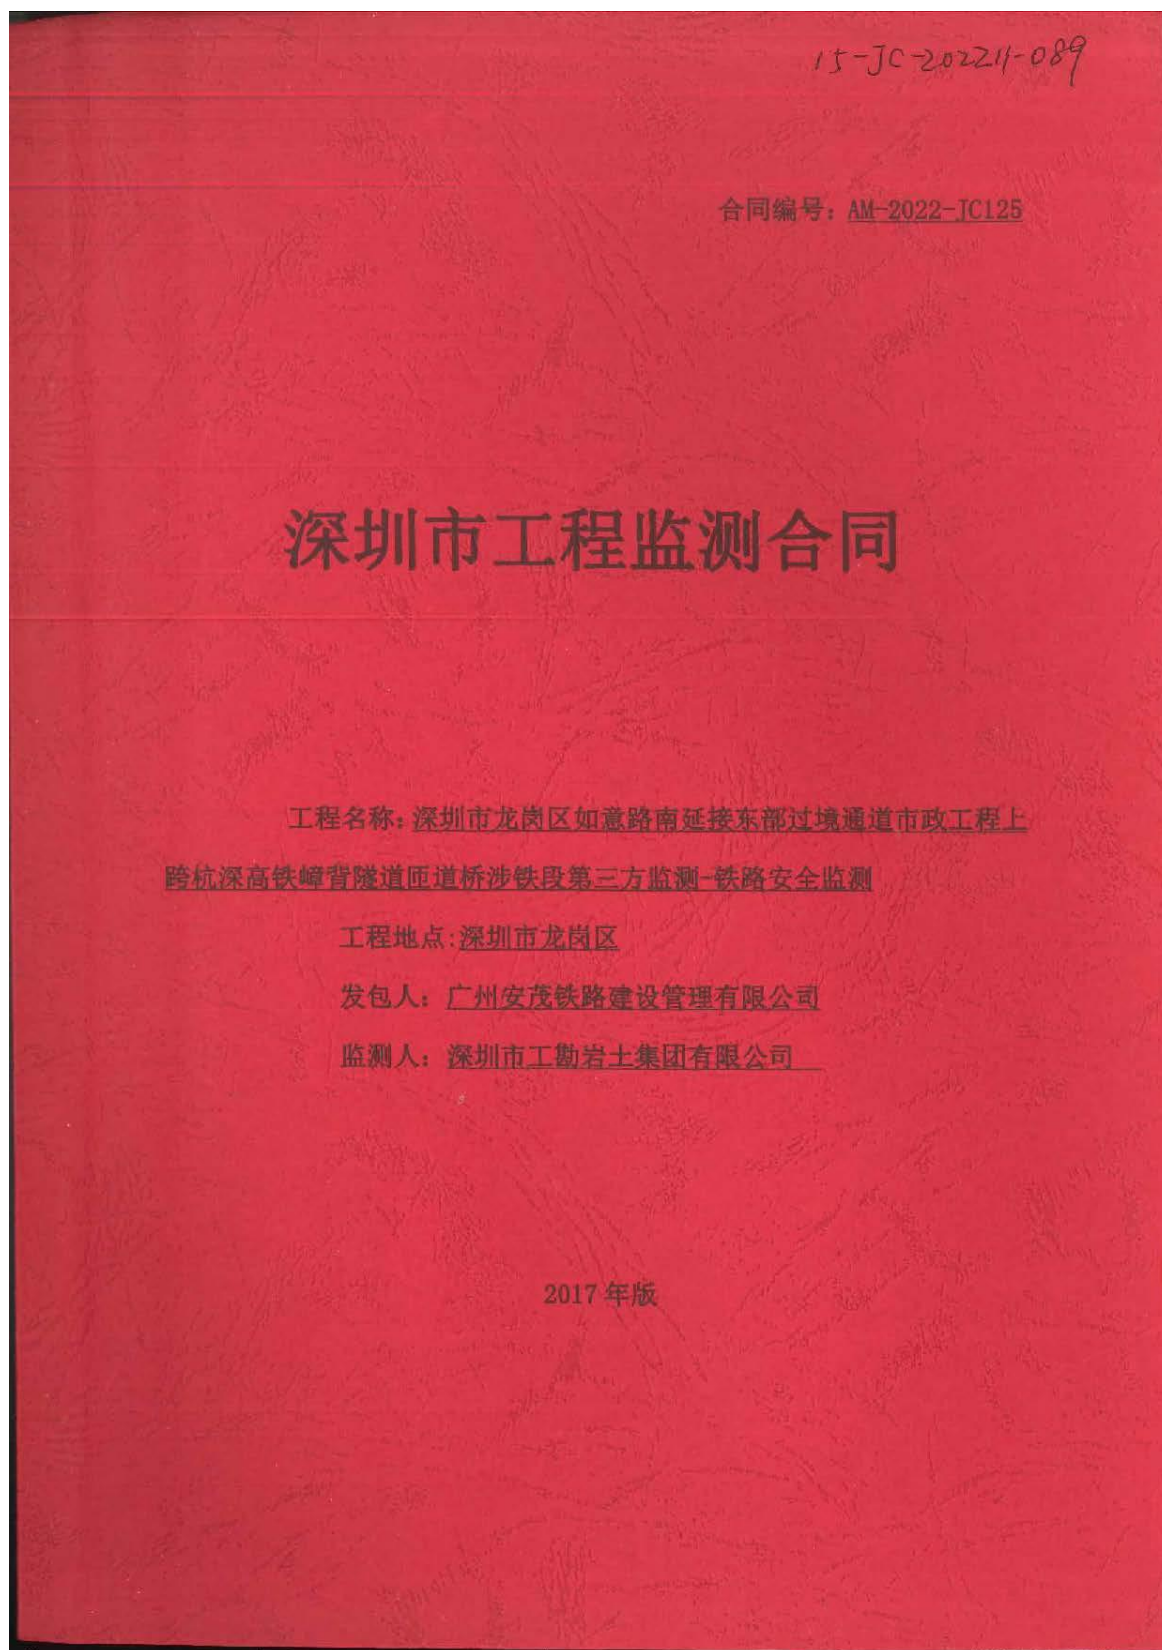 15-JC-202211-089
合同编号：AM-2022-JC125
深圳市工程监测合同
工程名称：深圳市龙岗区如意路南延接东部过境通道市政工程上
跨杭深高铁嶂背隧道匝道桥涉铁段第三方监测-铁路安全监测
工程地点:深圳市龙岗区
发包人：广州安茂铁路建设管理有限公司
监测人：深圳市工勘岩土集团有限公司
2017 年版